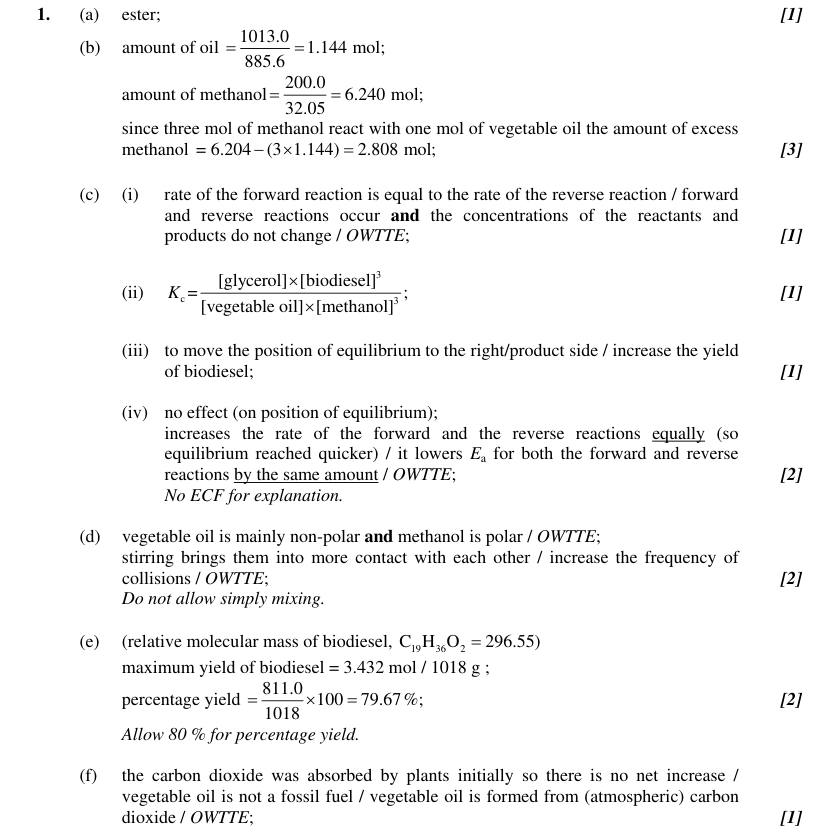 1. (a) ester; [1]
(b) amount of oil = 1013.0/885.6 = 1.144 mol;
amount of methanol = 200.0/32.05 = 6.240 mol;
since three mol of methanol react with one mol of vegetable oil the amount of excess
methanol = 6.204 – (3×1.144) = 2.808 mol; [3]
(c) (i) rate of the forward reaction is equal to the rate of the reverse reaction / forward
and reverse reactions occur and the concentrations of the reactants and
products do not change / OWTTE; [1]
(ii) Kc = [glycerol]×[biodiesel]³/[vegetable oil]×[methanol]³ ; [1]
(iii) to move the position of equilibrium to the right/product side / increase the yield
of biodiesel; [1]
(iv) no effect (on position of equilibrium);
increases the rate of the forward and the reverse reactions equally (so
equilibrium reached quicker) / it lowers Ea for both the forward and reverse
reactions by the same amount / OWTTE; [2]
No ECF for explanation.
(d) vegetable oil is mainly non-polar and methanol is polar / OWTTE;
stirring brings them into more contact with each other / increase the frequency of
collisions / OWTTE; [2]
Do not allow simply mixing.
(e) (relative molecular mass of biodiesel, C₁₉H₃₆O₂ = 296.55)
maximum yield of biodiesel = 3.432 mol / 1018 g ;
percentage yield = 811.0/1018 ×100 = 79.67 %; [2]
Allow 80 % for percentage yield.
(f) the carbon dioxide was absorbed by plants initially so there is no net increase /
vegetable oil is not a fossil fuel / vegetable oil is formed from (atmospheric) carbon
dioxide / OWTTE; [1]